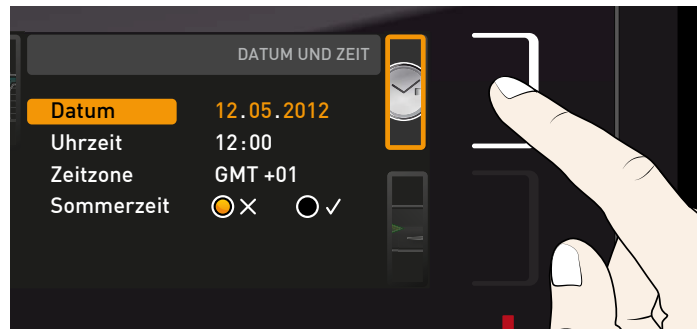 DATUM UND ZEIT
Datum 12.05.2012
Uhrzeit 12:00
Zeitzone GMT +01
Sommerzeit ✕ ✓